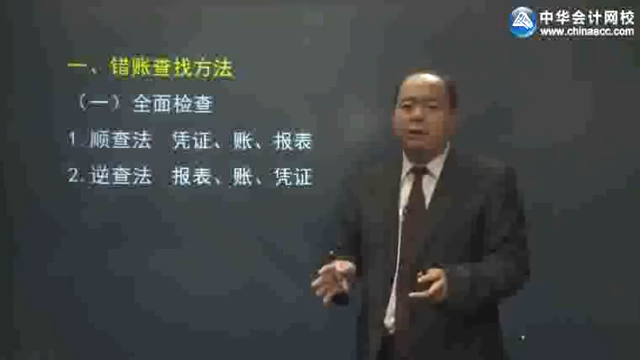 中华会计网校
www.chinaacc.com
一、错账查找方法
（一）全面检查
1.顺查法 凭证、账、报表
2.逆查法 报表、账、凭证